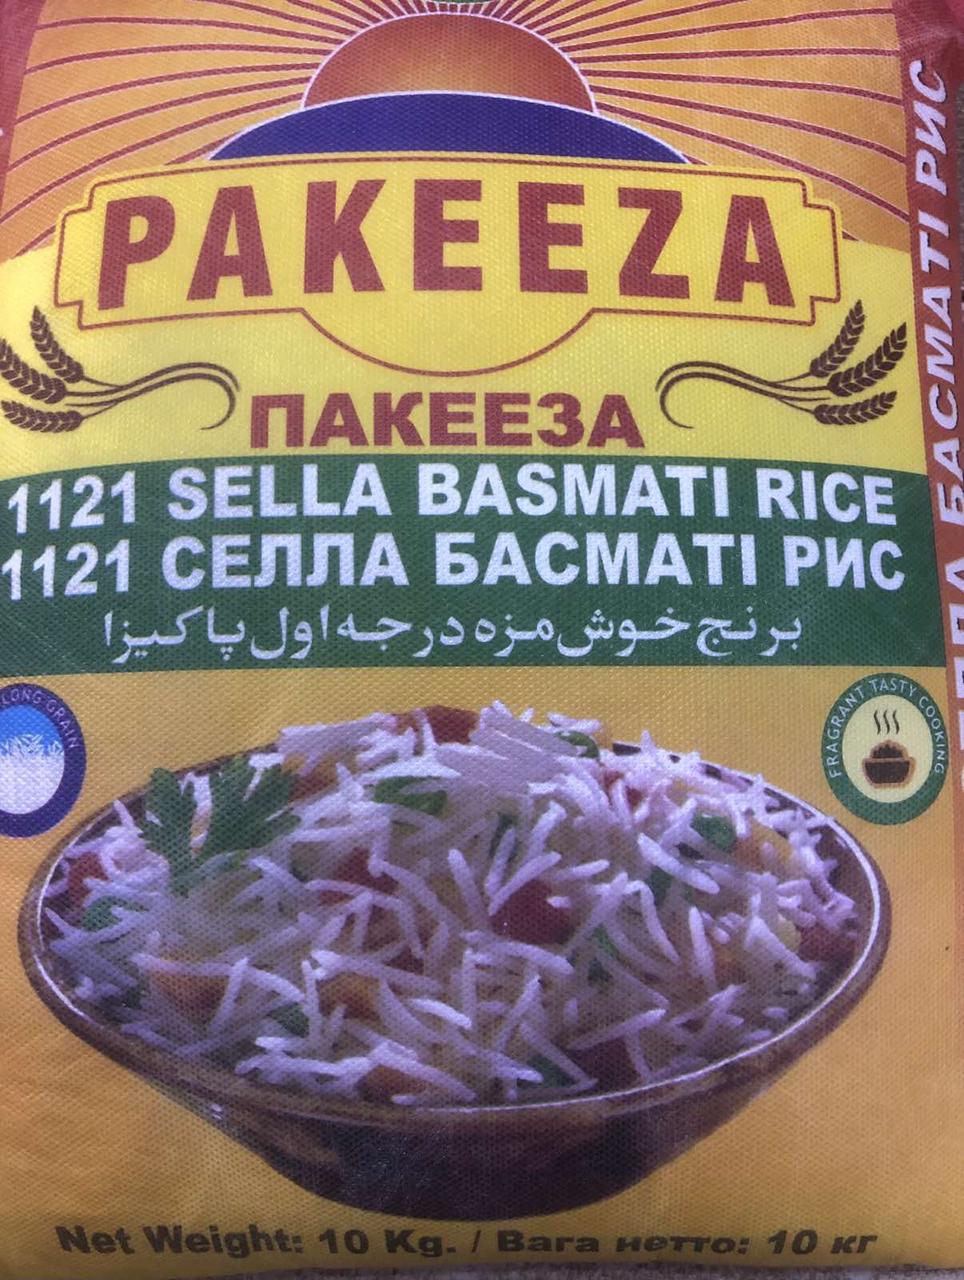 PAKEEZA
ПАКЕЕЗА
1121 SELLA BASMATI RICE
1121 СЕЛЛА БАСМАТІ РИС
برنج خوش مزه درجه اول پاکیزا
LONG GRAIN
FRAGRANT TASTY COOKING
СЕЛЛА БАСМАТІ РИС
Net Weight: 10 Kg. / Вага нетто: 10 кг